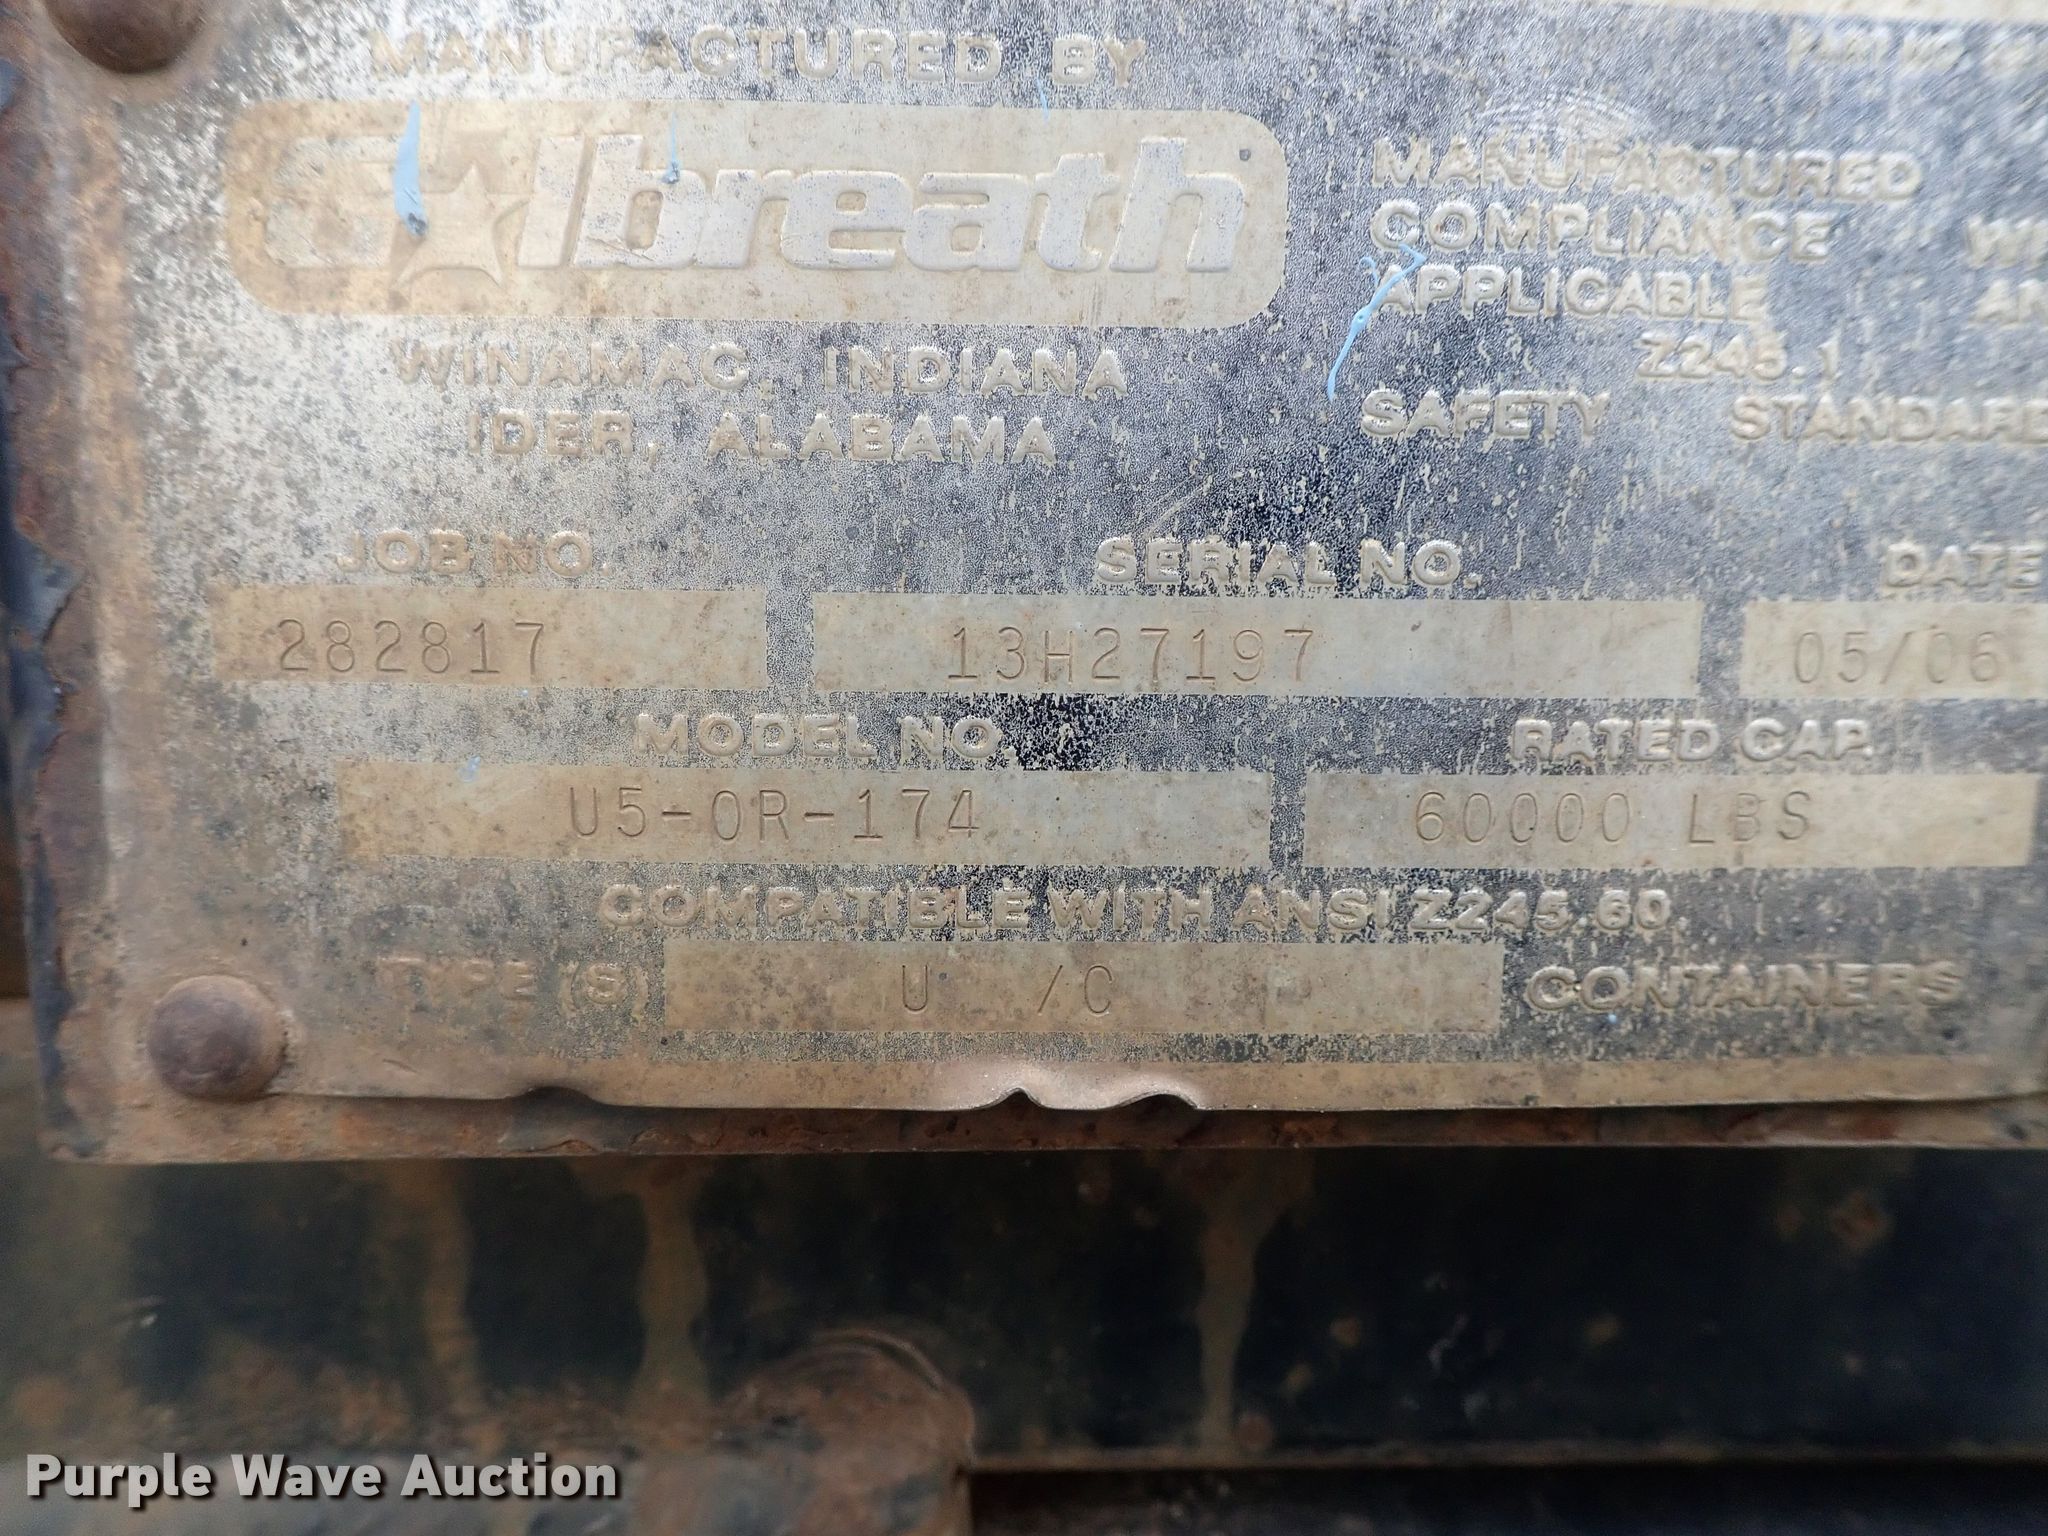 PART NO.
MANUFACTURED BY
Galbreath
WINAMAC, INDIANA
IDER, ALABAMA
MANUFACTURED
COMPLIANCE
APPLICABLE
Z245.1
SAFETY STANDARD
JOB NO. SERIAL NO. DATE
282817 13H27197 05/06
MODEL NO. RATED CAP.
U5-OR-174 60000 LBS
COMPATIBLE WITH ANSI Z245.60
TYPE (S) U /C CONTAINERS
Purple Wave Auction